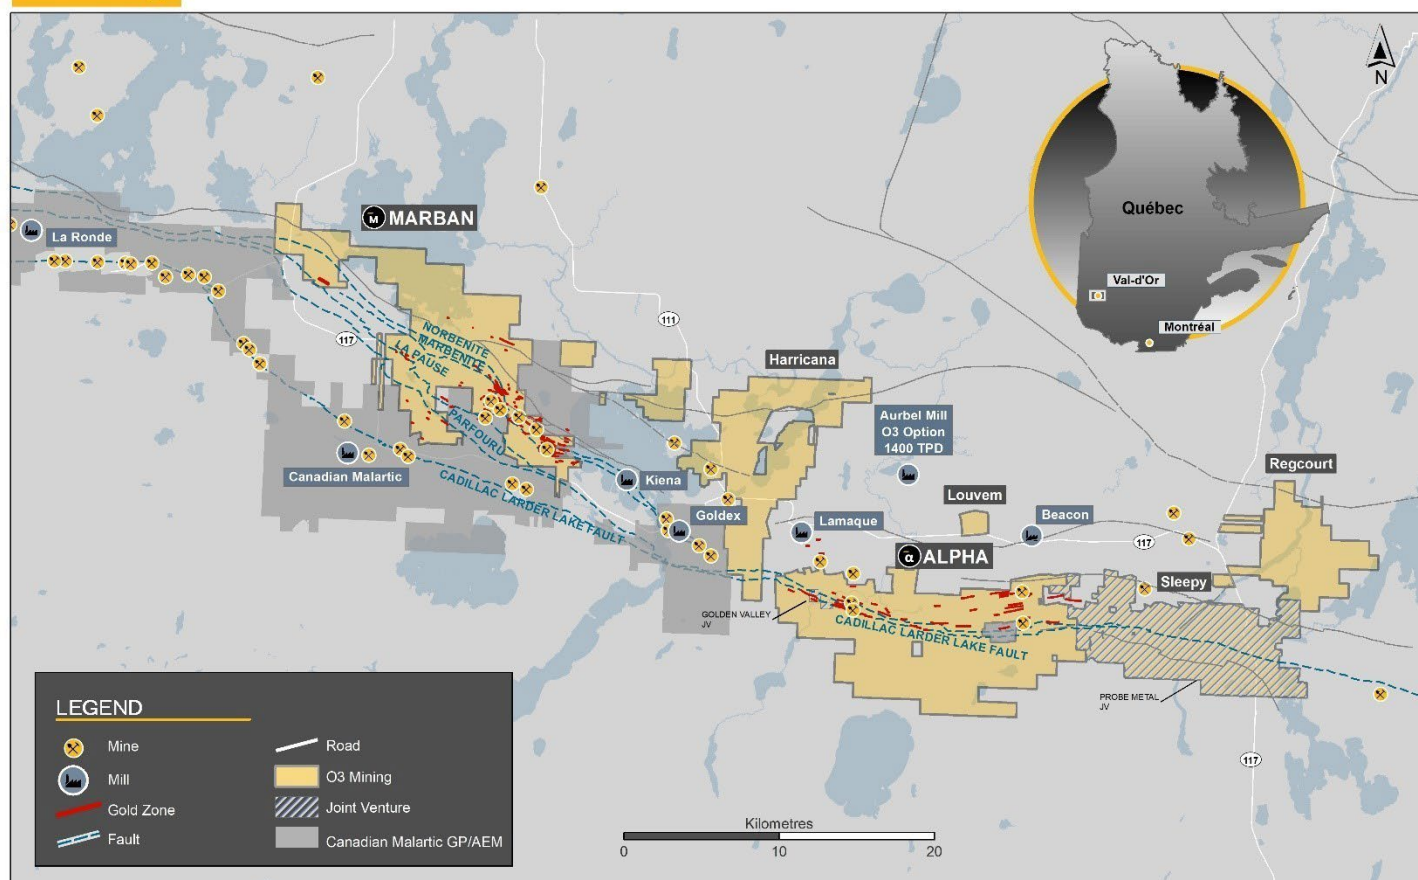 N
Québec
Val-d'Or
Montréal
M MARBAN
La Ronde
117
111
NORBENITE
MARBENITE
LA PAUSE
PARFOURU
Harricana
Aurbel Mill
O3 Option
1400 TPD
Canadian Malartic
CADILLAC LARDER LAKE FAULT
Kiena
Goldex
Lamaque
Louvem
Beacon
Regcourt
117
α ALPHA
Sleepy
GOLDEN VALLEY
JV
CADILLAC LARDER LAKE FAULT
PROBE METAL
JV
117
LEGEND
Mine
Mill
Gold Zone
Fault
Road
O3 Mining
Joint Venture
Canadian Malartic GP/AEM
Kilometres
0 10 20